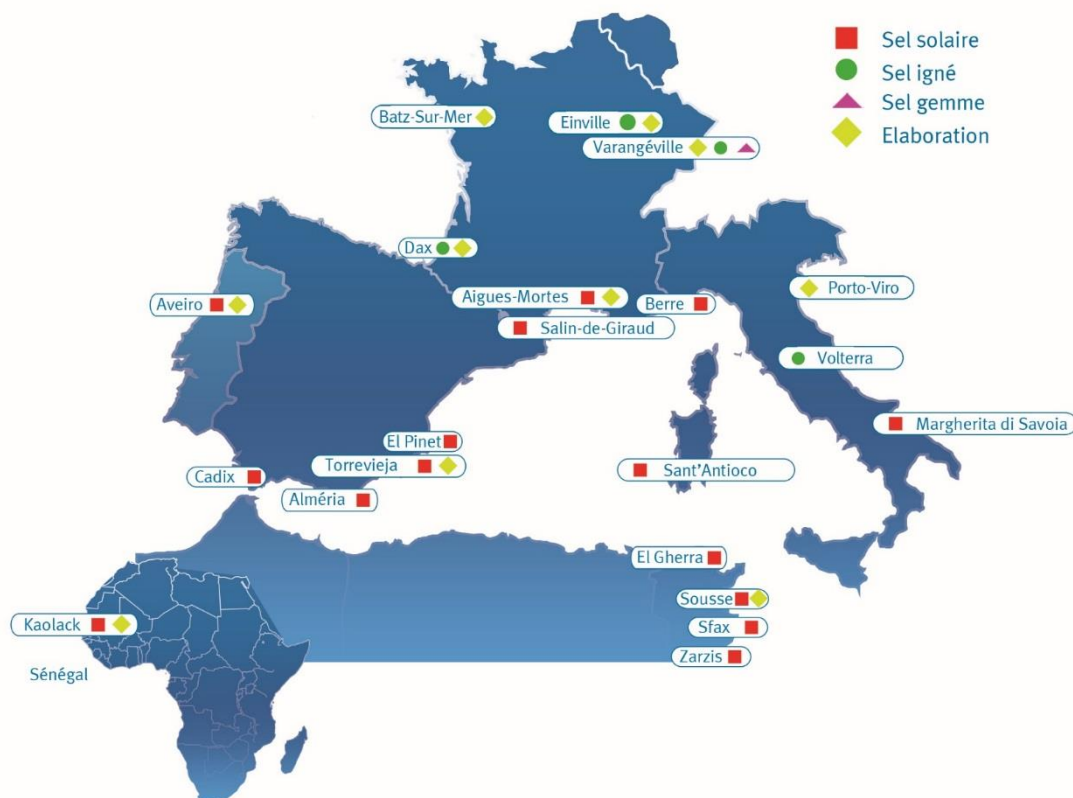 Sel solaire
Sel igné
Sel gemme
Elaboration
Batz-Sur-Mer
Einville
Varangéville
Dax
Aveiro
Aigues-Mortes
Berre
Porto-Viro
Salin-de-Giraud
Volterra
Margherita di Savoia
El Pinet
Torrevieja
Sant'Antioco
Cadix
Alméria
El Gherra
Sousse
Kaolack
Sfax
Zarzis
Sénégal